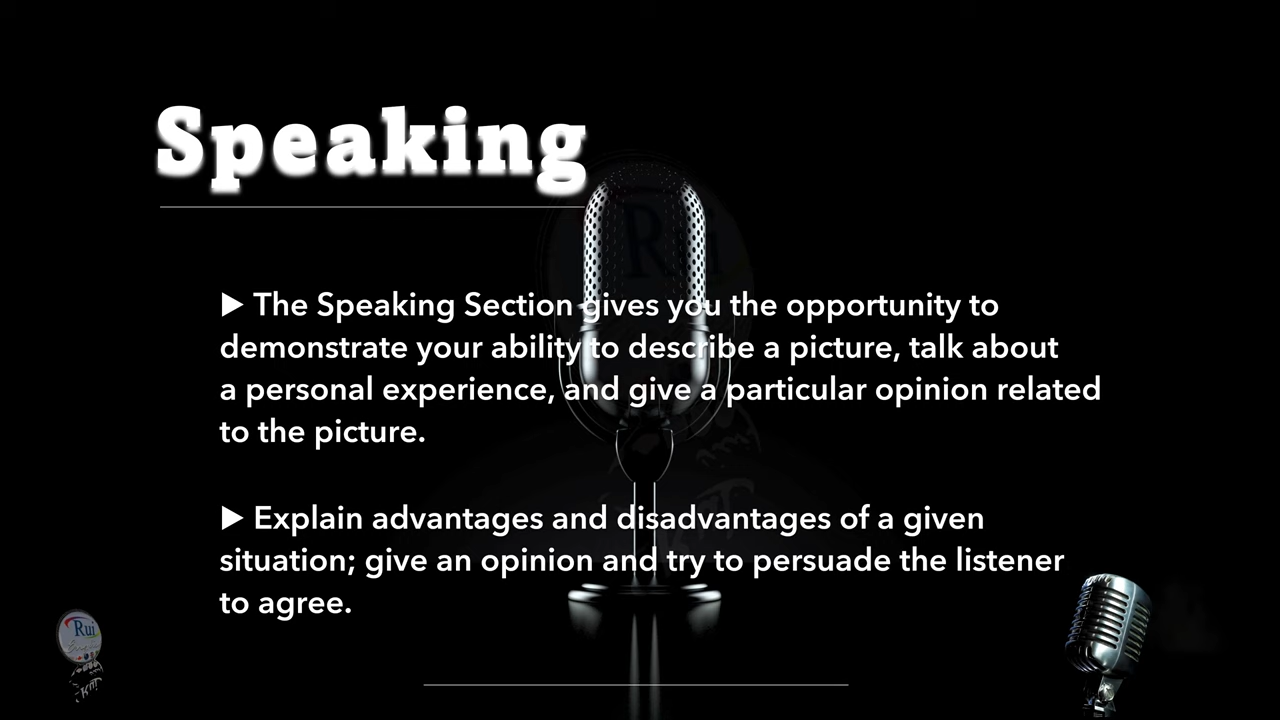 Speaking
▶ The Speaking Section gives you the opportunity to
demonstrate your ability to describe a picture, talk about
a personal experience, and give a particular opinion related
to the picture.
▶ Explain advantages and disadvantages of a given
situation; give an opinion and try to persuade the listener
to agree.
Rui